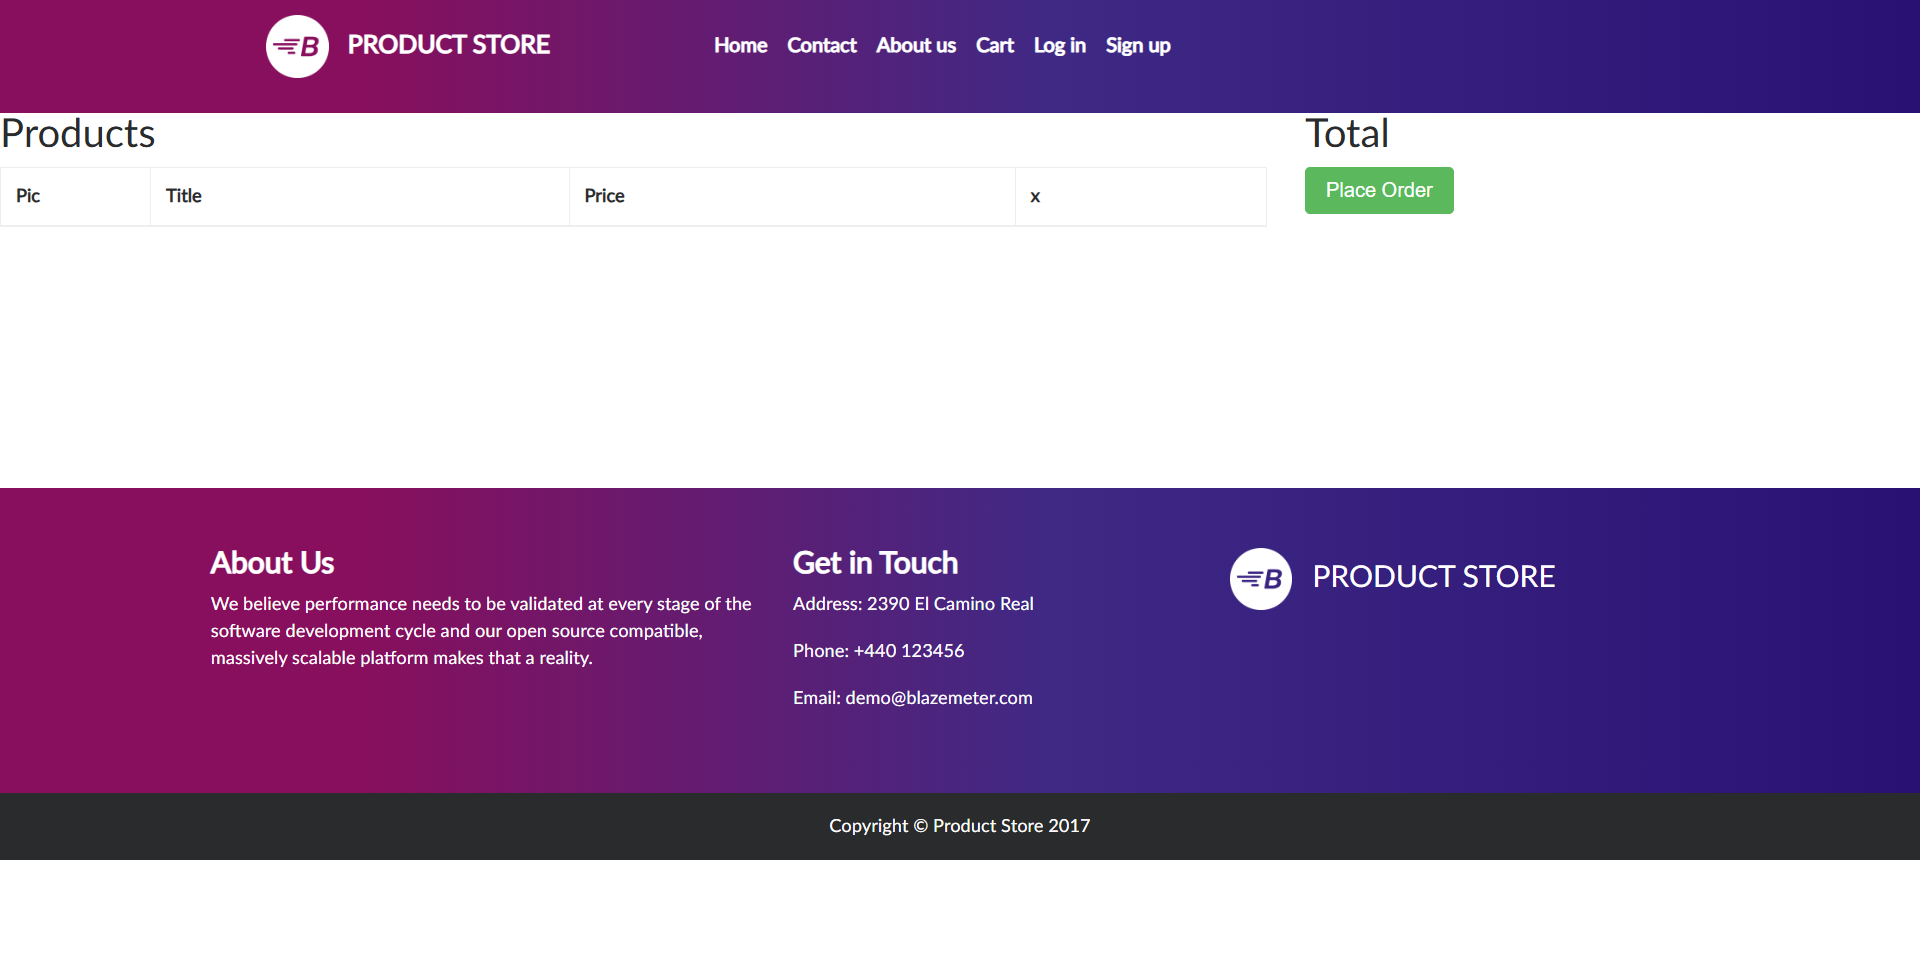 B PRODUCT STORE Home Contact About us Cart Log in Sign up
Products
Total
Pic Title Price x
Place Order
About Us
We believe performance needs to be validated at every stage of the
software development cycle and our open source compatible,
massively scalable platform makes that a reality.
Get in Touch
Address: 2390 El Camino Real
Phone: +440 123456
Email: demo@blazemeter.com
B PRODUCT STORE
Copyright © Product Store 2017